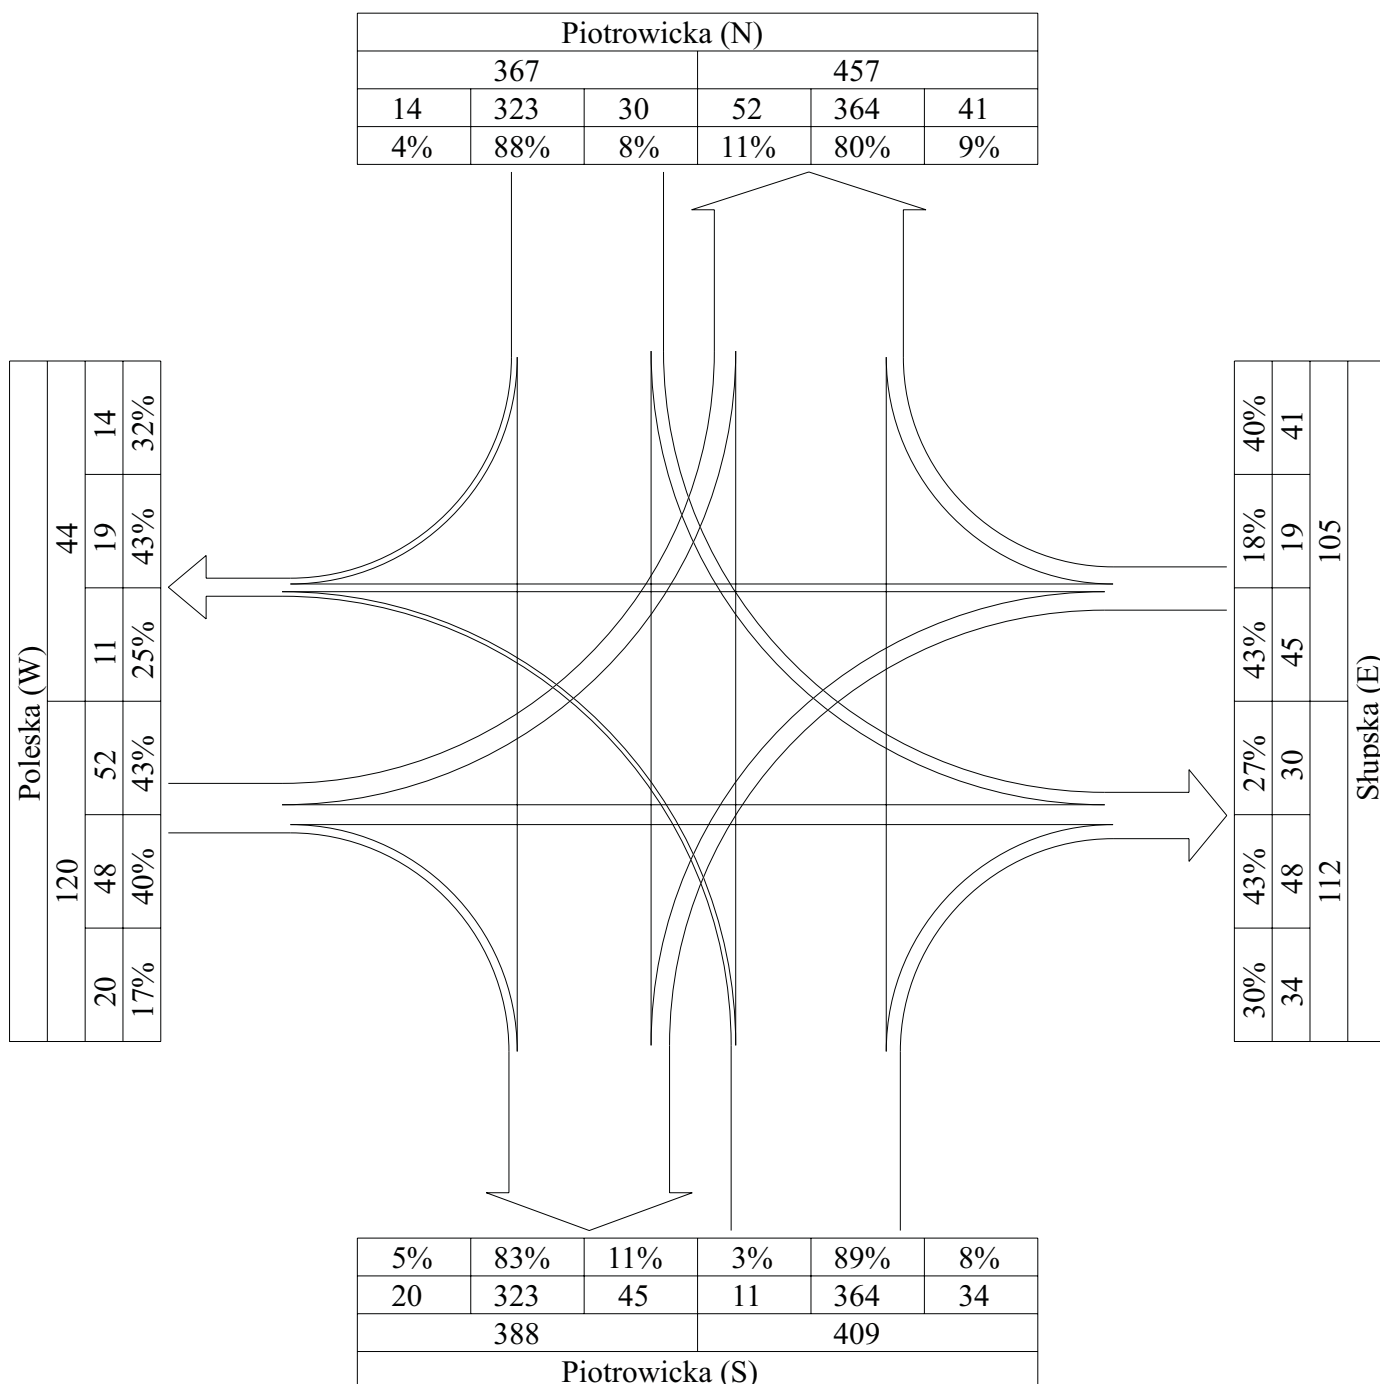 Piotrowicka (N)
367 457
14 323 30 52 364 41
4% 88% 8% 11% 80% 9%
Poleska (W)
44 120
14 19 11 52 48 20
32% 43% 25% 43% 40% 17%
40% 18% 43% 27% 43% 30%
41 19 45 30 48 34
105 112
Słupska (E)
5% 83% 11% 3% 89% 8%
20 323 45 11 364 34
388 409
Piotrowicka (S)